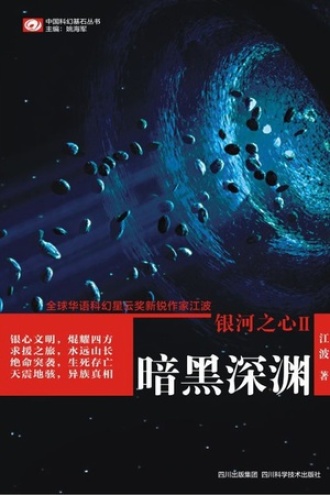 中国科幻基石丛书
主编：姚海军
全球华语科幻星云奖新锐作家江波
银河之心II
江波 著
暗黑深渊
银心文明，焜耀四方
求援之旅，水远山长
绝命突袭，生死存亡
天震地骇，异族真相
四川出版集团 四川科学技术出版社